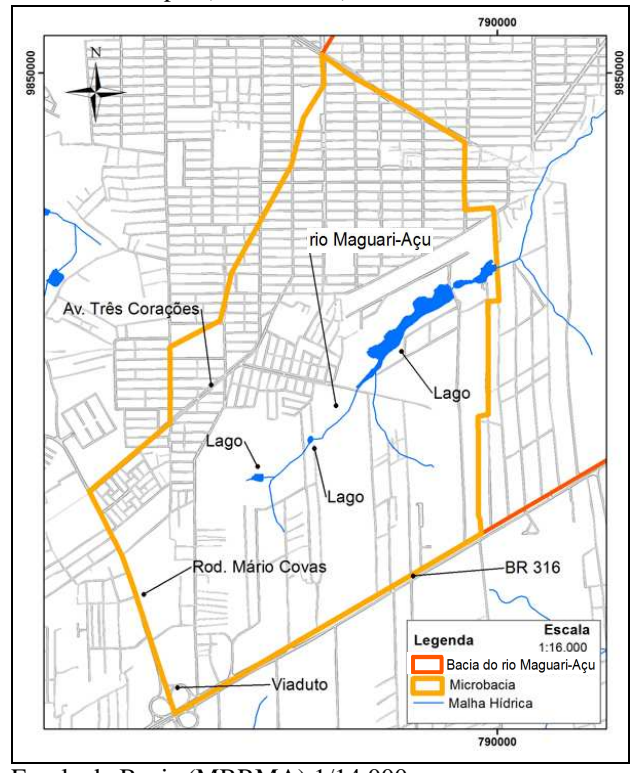 790000
9850000
9850000
N
rio Maguari-Açu
Av. Três Corações
Lago
Lago
Lago
Rod. Mário Covas
BR 316
Viaduto
Legenda
Escala
1:16.000
Bacia do rio Maguari-Açu
Microbacia
Malha Hídrica
790000